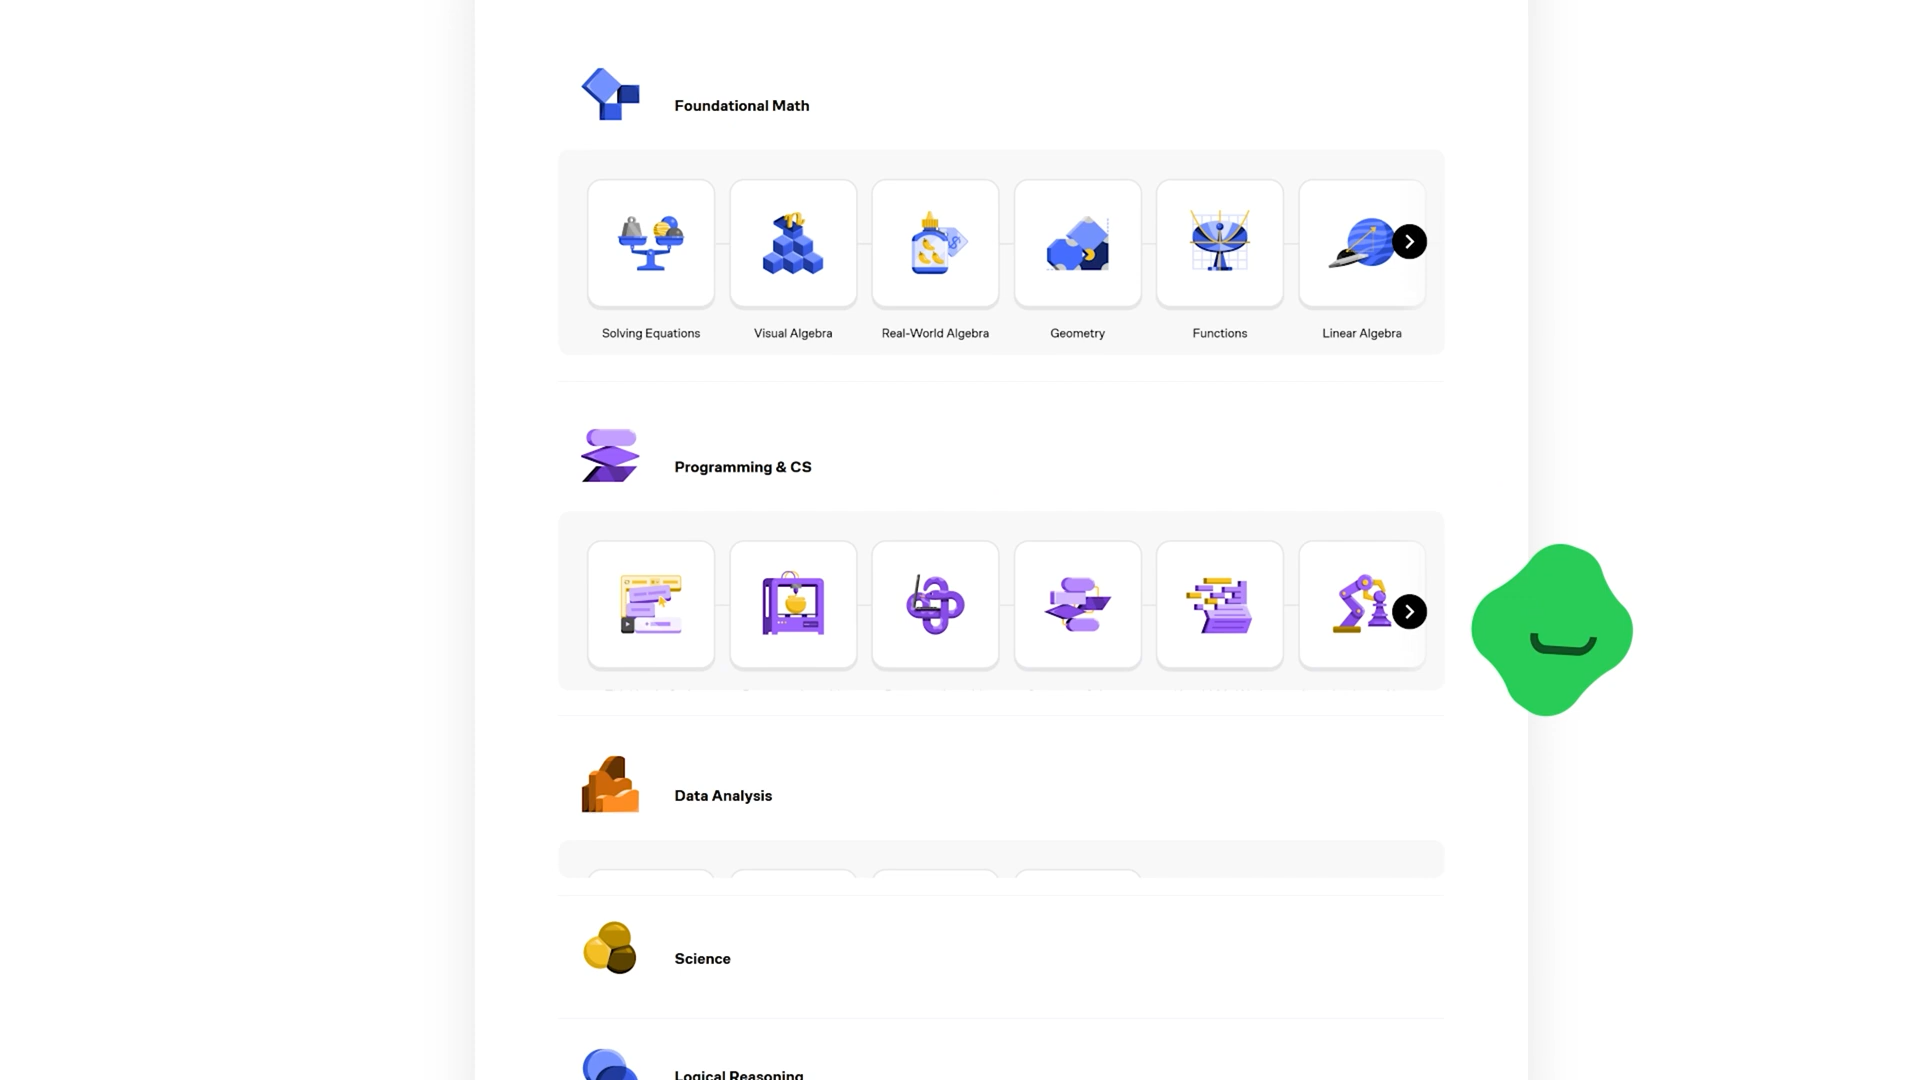 Foundational Math
Solving Equations
Visual Algebra
Real-World Algebra
Geometry
Functions
Linear Algebra
Programming & CS
Data Analysis
Science
Logical Reasoning